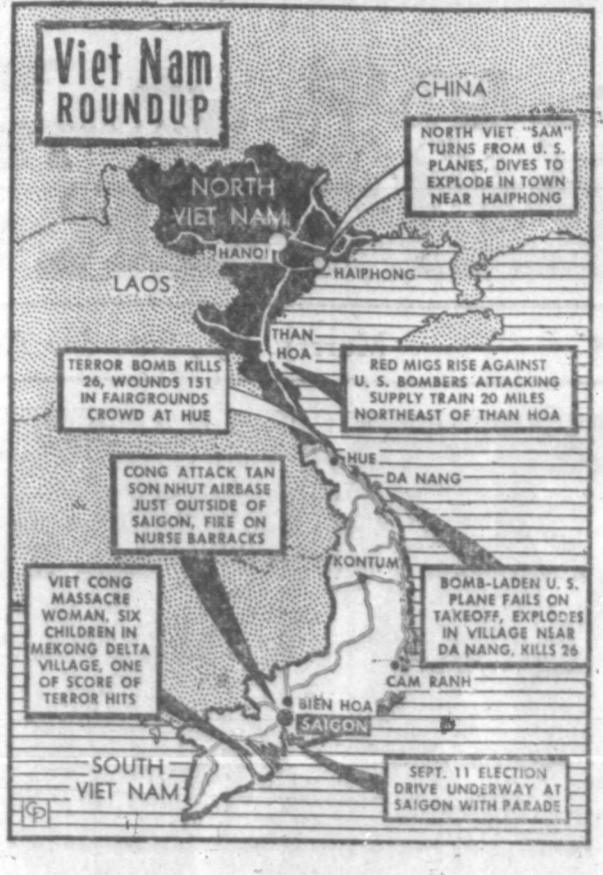 Viet Nam
ROUNDUP
CHINA
NORTH VIET "SAM"
TURNS FROM U. S.
PLANES, DIVES TO
EXPLODE IN TOWN
NEAR HAIPHONG
NORTH
VIET NAM
HANOI
HAIPHONG
LAOS
THAN
HOA
TERROR BOMB KILLS
26, WOUNDS 151
IN FAIRGROUNDS
CROWD AT HUE
RED MIGS RISE AGAINST
U. S. BOMBERS ATTACKING
SUPPLY TRAIN 20 MILES
NORTHEAST OF THAN HOA
HUE
DA NANG
CONG ATTACK TAN
SON NHUT AIRBASE
JUST OUTSIDE OF
SAIGON, FIRE ON
NURSE BARRACKS
KONTUM
VIET CONG
MASSACRE
WOMAN, SIX
CHILDREN IN
MEKONG DELTA
VILLAGE, ONE
OF SCORE OF
TERROR HITS
BOMB-LADEN U. S.
PLANE FAILS ON
TAKEOFF, EXPLODES
IN VILLAGE NEAR
DA NANG, KILLS 26
CAM RANH
BIEN HOA
SAIGON
SOUTH
VIET NAM
SEPT. 11 ELECTION
DRIVE UNDERWAY AT
SAIGON WITH PARADE
CP